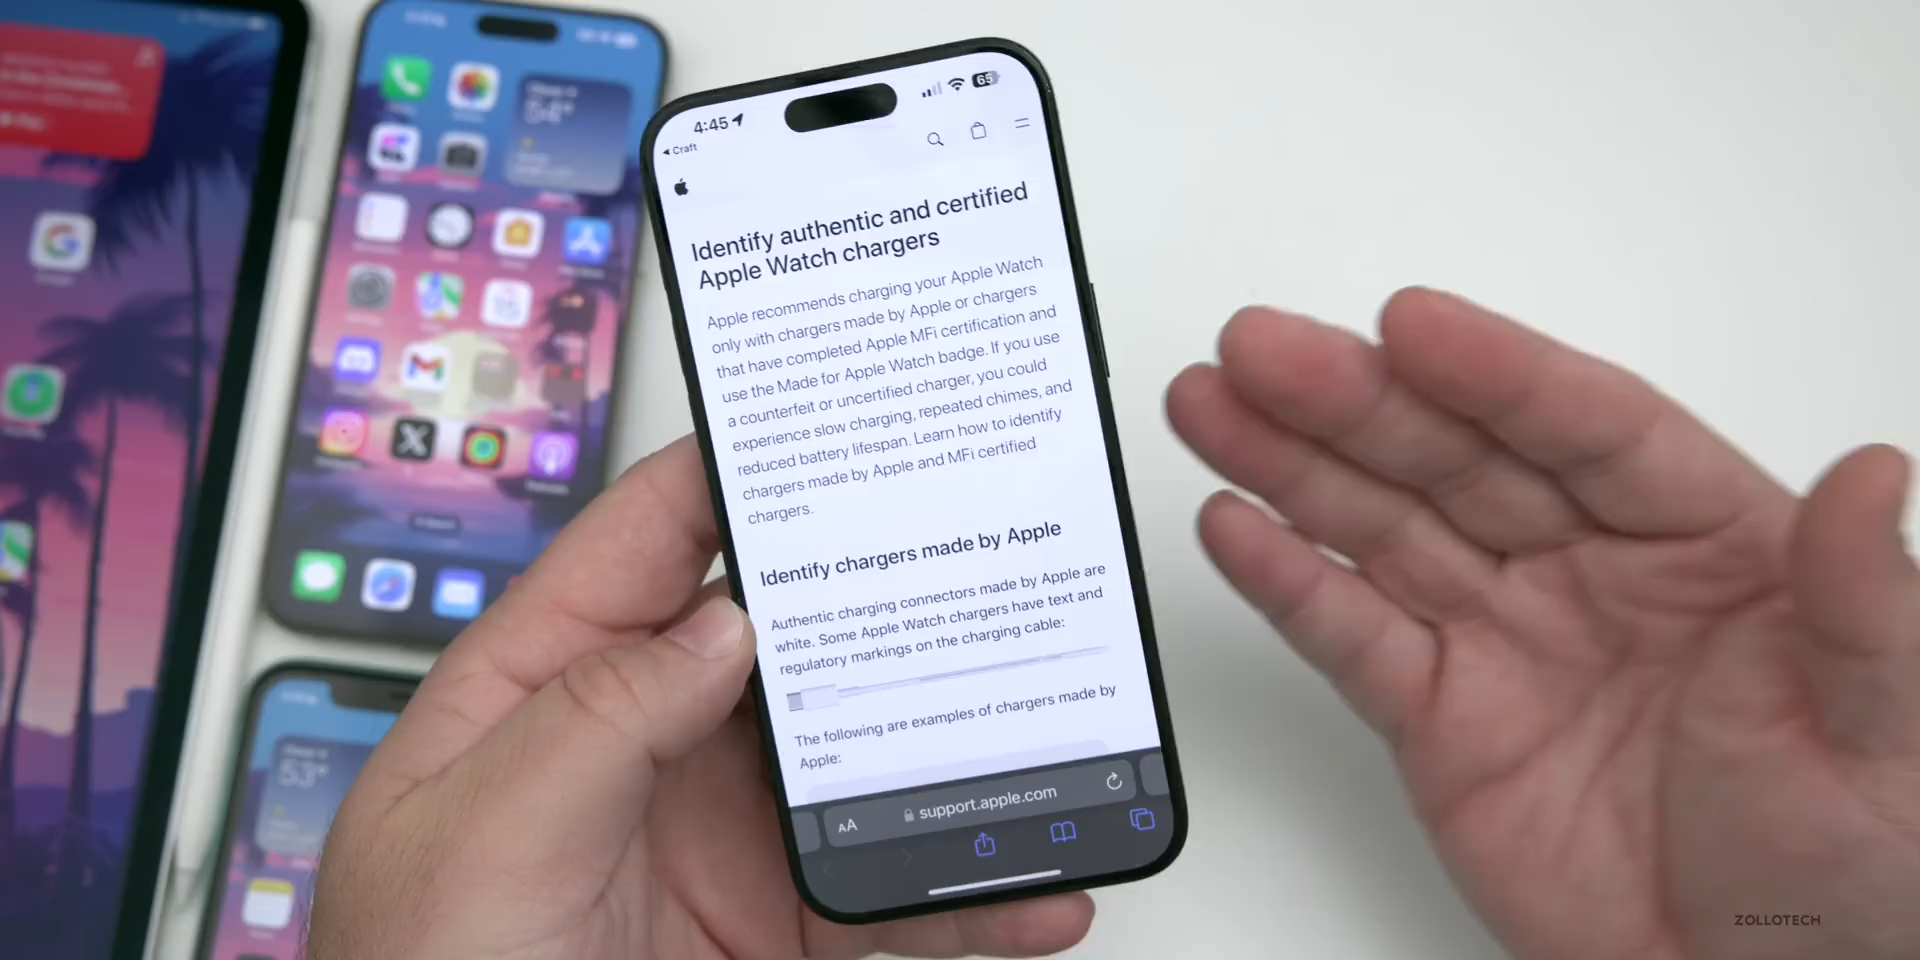 4:45
65
Craft
Identify authentic and certified
Apple Watch chargers
Apple recommends charging your Apple Watch
only with chargers made by Apple or chargers
that have completed Apple MFi certification and
use the Made for Apple Watch badge. If you use
a counterfeit or uncertified charger, you could
experience slow charging, repeated chimes, and
reduced battery lifespan. Learn how to identify
chargers made by Apple and MFi certified
chargers.
Identify chargers made by Apple
Authentic charging connectors made by Apple are
white. Some Apple Watch chargers have text and
regulatory markings on the charging cable:
The following are examples of chargers made by
Apple:
AA
support.apple.com
54°
53°
ZOLLOTECH